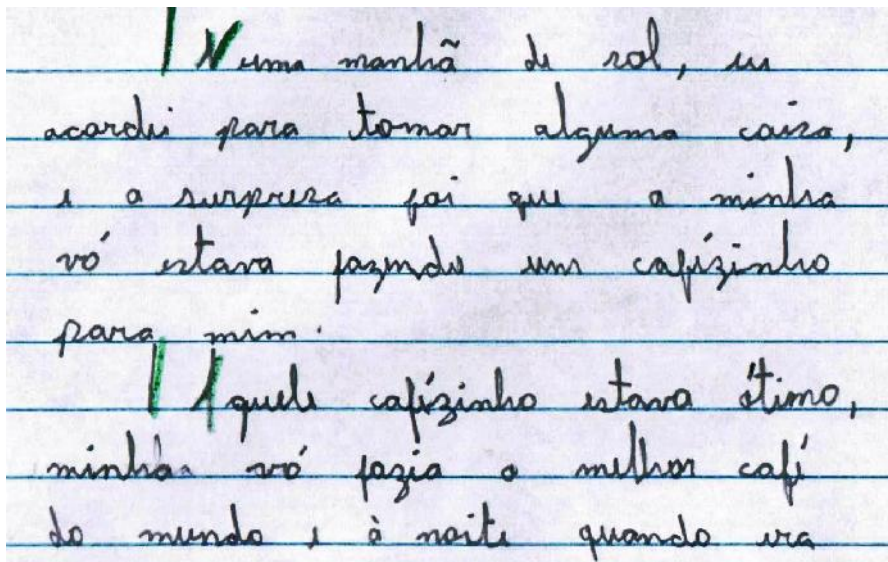 Numa manhã de sol, eu
acordei para tomar alguma coisa,
e a surpresa foi que a minha
vó estava fazendo um cafézinho
para mim.
Aquele cafézinho estava ótimo,
minha vó fazia o melhor café
do mundo e à noite quando era